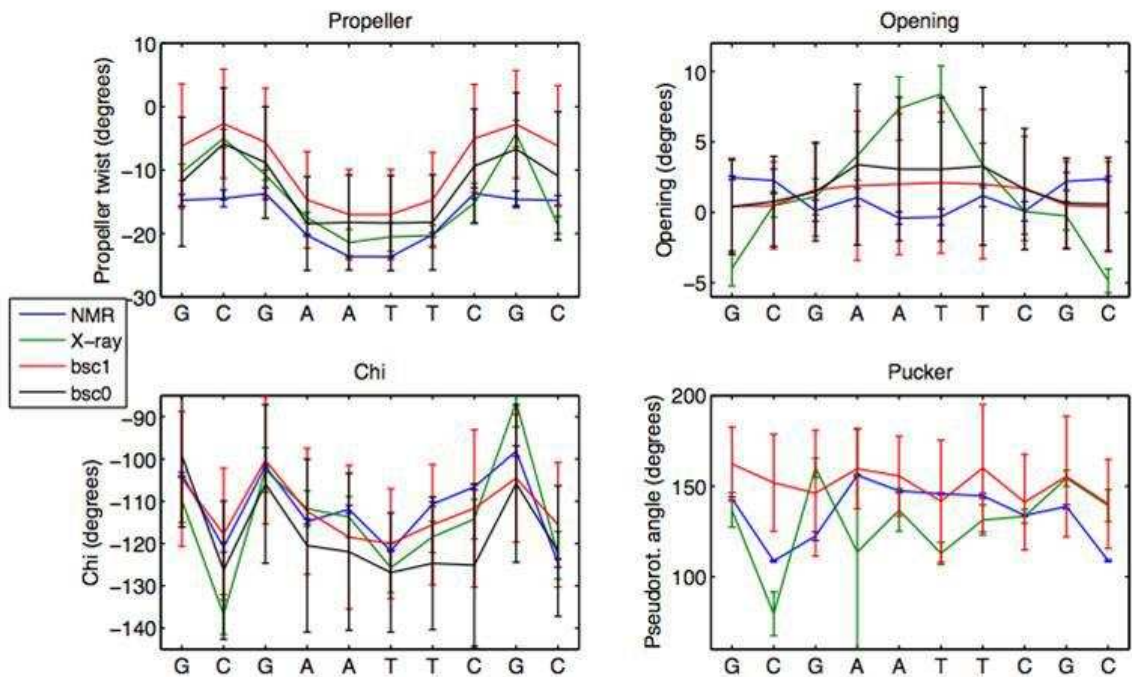 Propeller
Propeller twist (degrees)
10
0
−10
−20
−30
G C G A A T T C G C
Opening
Opening (degrees)
10
5
0
−5
G C G A A T T C G C
NMR
X−ray
bsc1
bsc0
Chi
Chi (degrees)
−90
−100
−110
−120
−130
−140
G C G A A T T C G C
Pucker
Pseudorot. angle (degrees)
200
150
100
G C G A A T T C G C